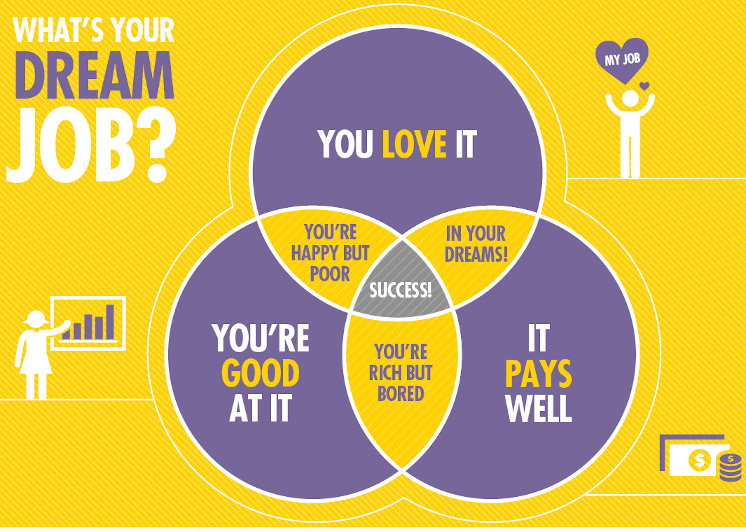 WHAT'S YOUR
DREAM
JOB?
MY JOB
YOU LOVE IT
YOU'RE
HAPPY BUT
POOR
IN YOUR
DREAMS!
SUCCESS!
YOU'RE
GOOD
AT IT
YOU'RE
RICH BUT
BORED
IT
PAYS
WELL
$
$